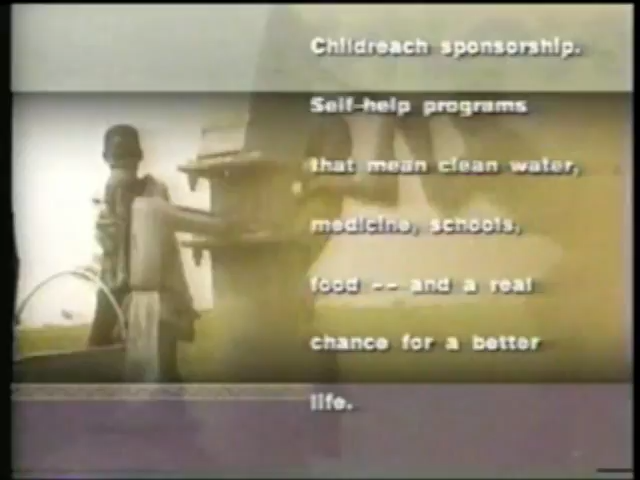 Childreach sponsorship.
Self-help programs
that mean clean water,
medicine, schools,
food -- and a real
chance for a better
life.